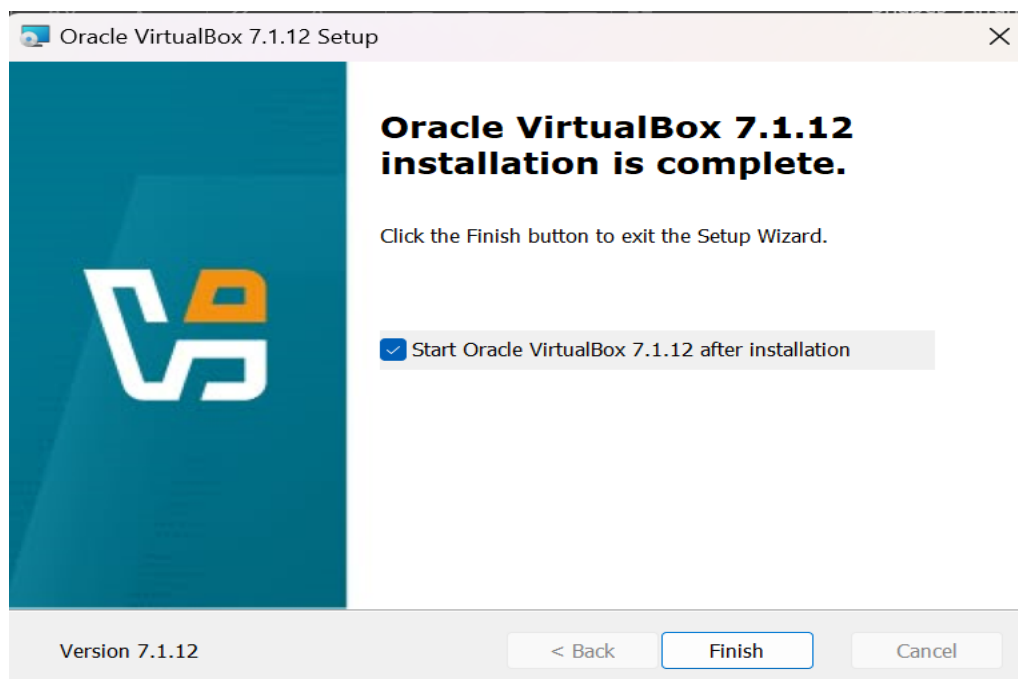 Oracle VirtualBox 7.1.12 Setup
Oracle VirtualBox 7.1.12
installation is complete.
Click the Finish button to exit the Setup Wizard.
Start Oracle VirtualBox 7.1.12 after installation
Version 7.1.12
< Back
Finish
Cancel